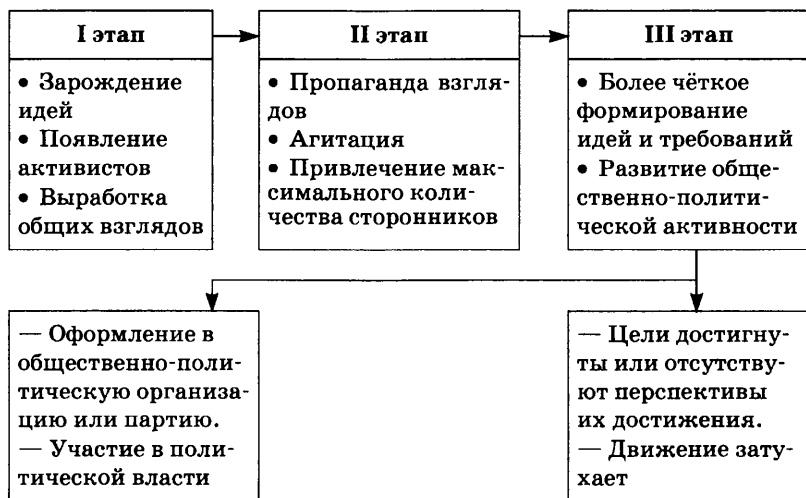 I этап
• Зарождение
идей
• Появление
активистов
• Выработка
общих взглядов
II этап
• Пропаганда взгля-
дов
• Агитация
• Привлечение мак-
симального коли-
чества сторонников
III этап
• Более чёткое
формирование
идей и требований
• Развитие обще-
ственно-полити-
ческой активности
— Оформление в
общественно-поли-
тическую организа-
цию или партию.
— Участие в поли-
тической власти
— Цели достигну-
ты или отсутству-
ют перспективы
их достижения.
— Движение зату-
хает